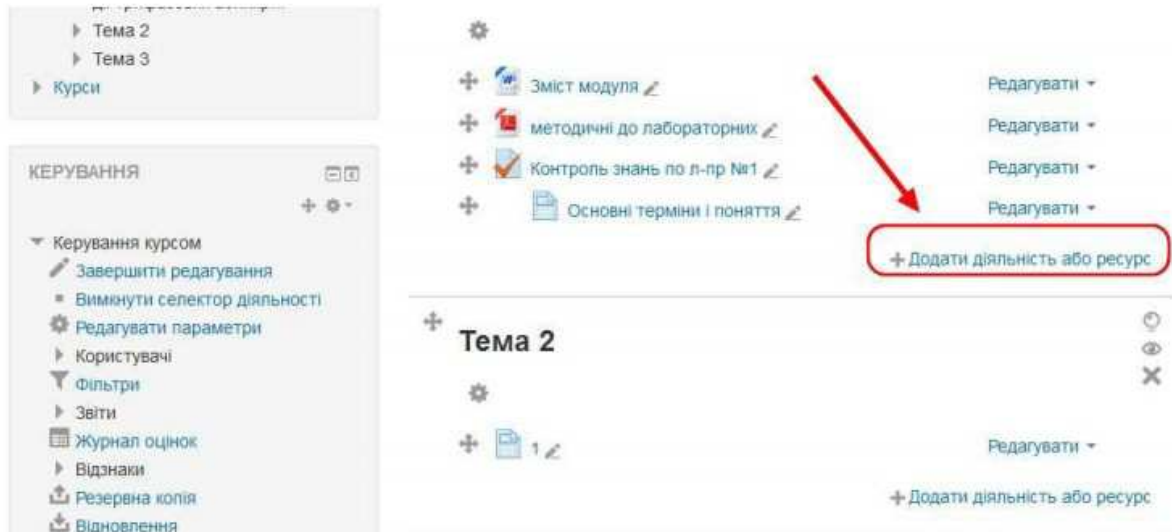 Тема 2
Тема 3
Курси
КЕРУВАННЯ
Керування курсом
Завершити редагування
Вимкнути селектор діяльності
Редагувати параметри
Користувачі
Фільтри
Звіти
Журнал оцінок
Відзнаки
Резервна копія
Відновлення
Зміст модуля Редагувати
методичні до лабораторних Редагувати
Контроль знань по л-пр №1 Редагувати
Основні терміни і поняття Редагувати
Додати діяльність або ресурс
Тема 2
1 Редагувати
Додати діяльність або ресурс